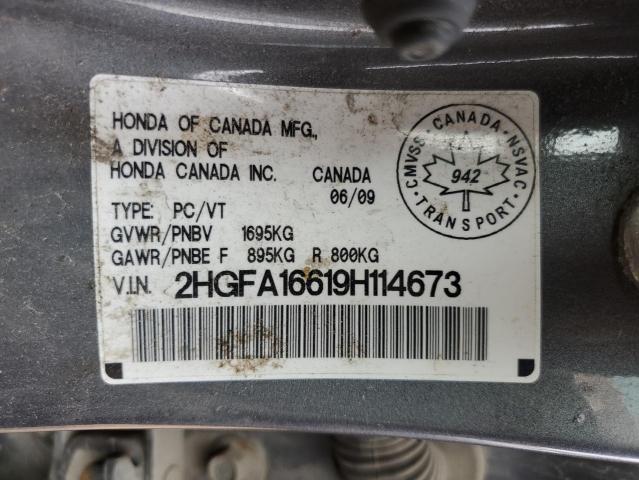 HONDA OF CANADA MFG.,
A DIVISION OF
HONDA CANADA INC. CANADA
06/09
TYPE: PC/VT
GVWR/PNBV 1695KG
GAWR/PNBE F 895KG R 800KG
V.I.N. 2HGFA16619H114673
CANADA
CMVSS NSVAC
942
TRANSPORT